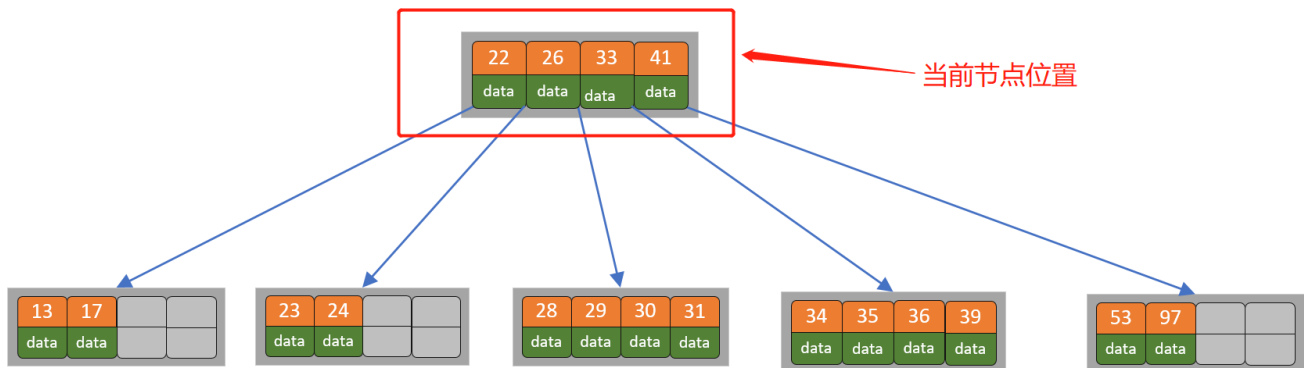 22 26 33 41
data data data data
当前节点位置
13 17
data data
23 24
data data
28 29 30 31
data data data data
34 35 36 39
data data data data
53 97
data data